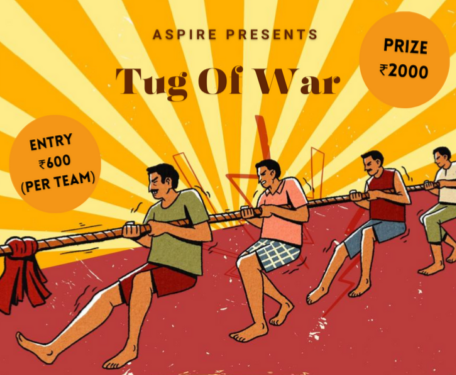 ASPIRE PRESENTS
Tug Of War
PRIZE
₹2000
ENTRY
₹600
(PER TEAM)